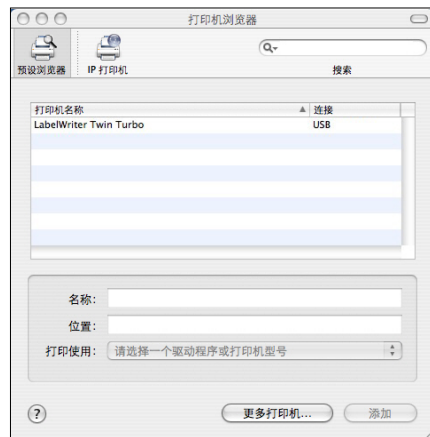 打印机浏览器
预设浏览器 IP 打印机 搜索
打印机名称 连接
LabelWriter Twin Turbo USB
名称:
位置:
打印使用: 请选择一个驱动程序或打印机型号
? 更多打印机... 添加